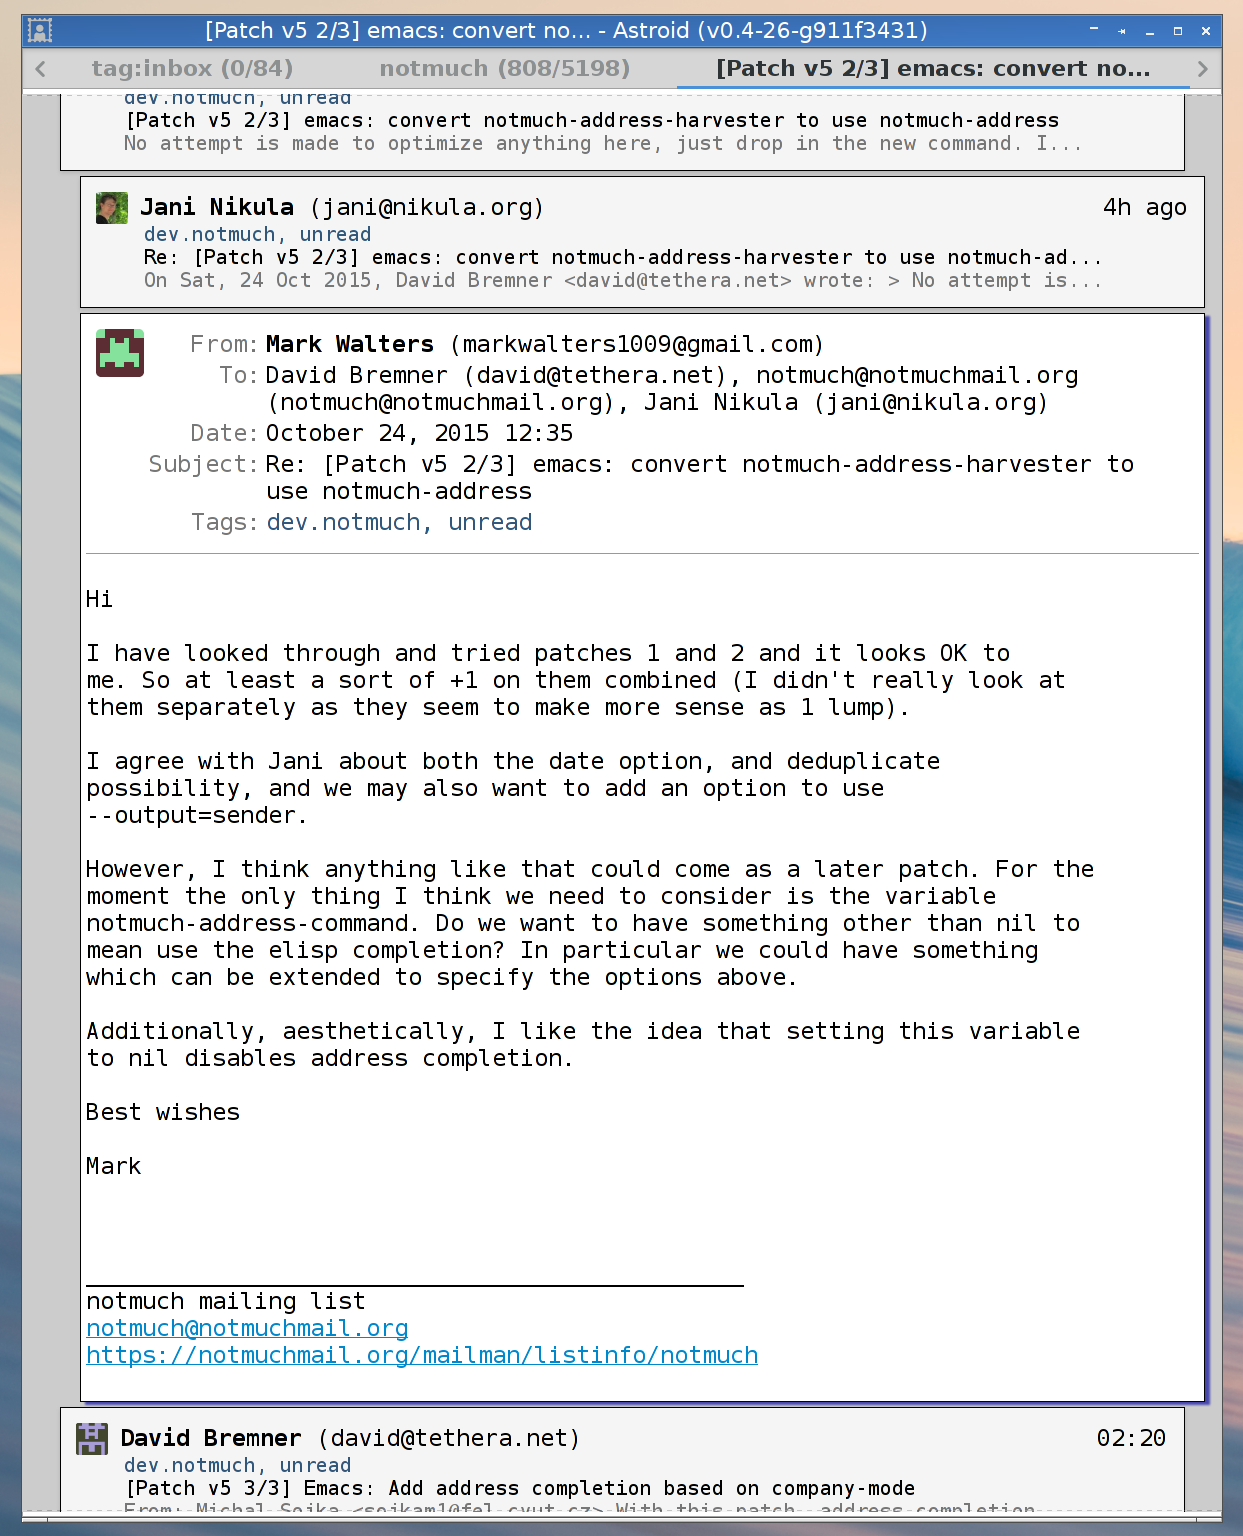 [Patch v5 2/3] emacs: convert no... - Astroid (v0.4-26-g911f3431)
tag:inbox (0/84) notmuch (808/5198) [Patch v5 2/3] emacs: convert no...
dev.notmuch, unread
[Patch v5 2/3] emacs: convert notmuch-address-harvester to use notmuch-address
No attempt is made to optimize anything here, just drop in the new command. I...
Jani Nikula (jani@nikula.org) 4h ago
dev.notmuch, unread
Re: [Patch v5 2/3] emacs: convert notmuch-address-harvester to use notmuch-ad...
On Sat, 24 Oct 2015, David Bremner <david@tethera.net> wrote: > No attempt is...
From: Mark Walters (markwalters1009@gmail.com)
To: David Bremner (david@tethera.net), notmuch@notmuchmail.org
(notmuch@notmuchmail.org), Jani Nikula (jani@nikula.org)
Date: October 24, 2015 12:35
Subject: Re: [Patch v5 2/3] emacs: convert notmuch-address-harvester to
use notmuch-address
Tags: dev.notmuch, unread
Hi
I have looked through and tried patches 1 and 2 and it looks OK to
me. So at least a sort of +1 on them combined (I didn't really look at
them separately as they seem to make more sense as 1 lump).
I agree with Jani about both the date option, and deduplicate
possibility, and we may also want to add an option to use
--output=sender.
However, I think anything like that could come as a later patch. For the
moment the only thing I think we need to consider is the variable
notmuch-address-command. Do we want to have something other than nil to
mean use the elisp completion? In particular we could have something
which can be extended to specify the options above.
Additionally, aesthetically, I like the idea that setting this variable
to nil disables address completion.
Best wishes
Mark
notmuch mailing list
notmuch@notmuchmail.org
https://notmuchmail.org/mailman/listinfo/notmuch
David Bremner (david@tethera.net) 02:20
dev.notmuch, unread
[Patch v5 3/3] Emacs: Add address completion based on company-mode
From: Michal Sojka <sojkam1@fel.cvut.cz> With this patch, address completion